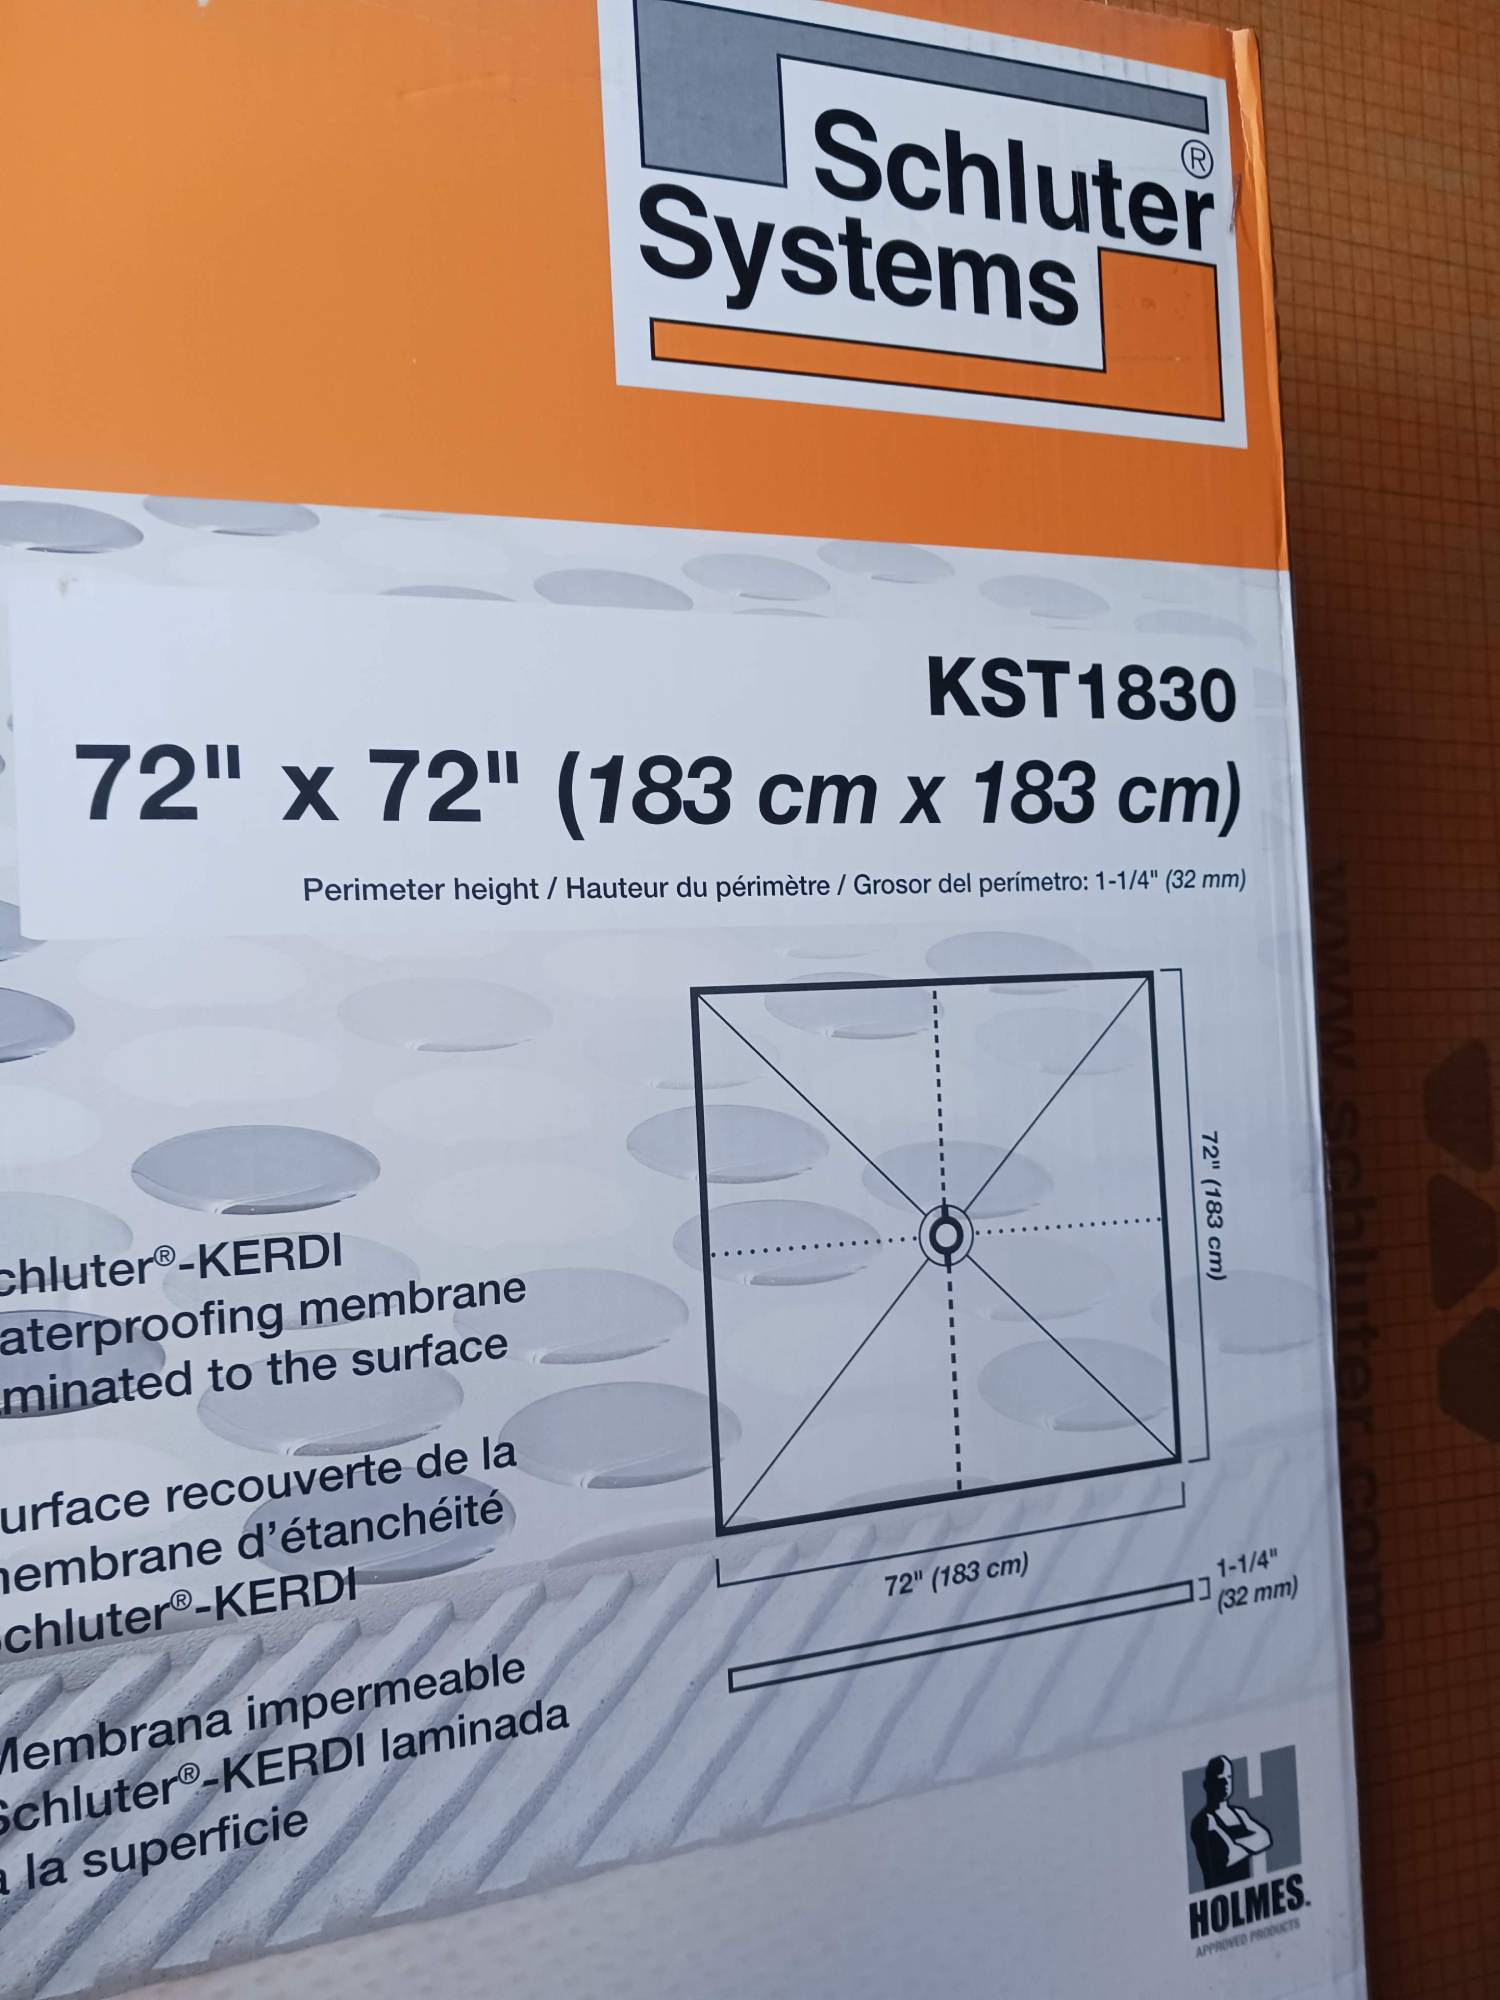 Schluter®
Systems
KST1830
72" x 72" (183 cm x 183 cm)
Perimeter height / Hauteur du périmètre / Grosor del perímetro: 1-1/4" (32 mm)
72" (183 cm)
72" (183 cm)
1-1/4"
(32 mm)
chluter®-KERDI
aterproofing membrane
minated to the surface
urface recouverte de la
membrane d'étanchéité
chluter®-KERDI
Membrana impermeable
Schluter®-KERDI laminada
a la superficie
H
HOLMES.
APPROVED PRODUCTS
www.schluter.com